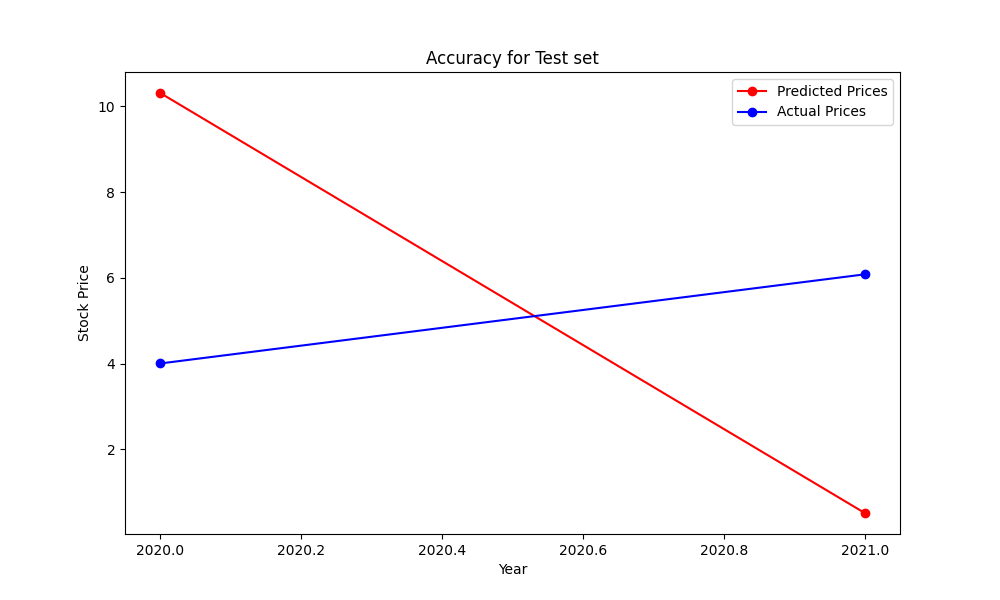 Accuracy for Test set
Predicted Prices
Actual Prices
Stock Price
10
8
6
4
2
2020.0 2020.2 2020.4 2020.6 2020.8 2021.0
Year